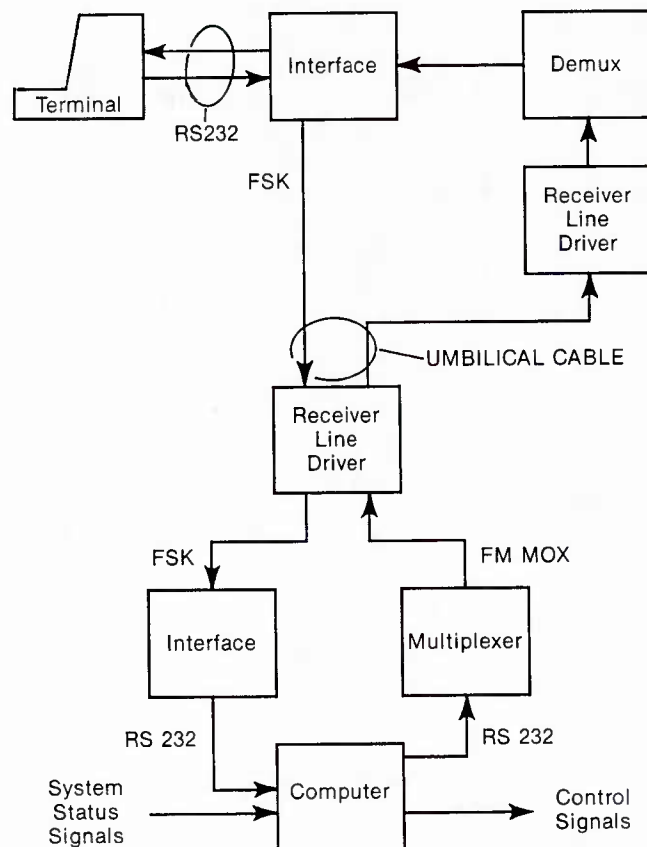 Terminal
RS232
Interface
Demux
FSK
Receiver
Line
Driver
UMBILICAL CABLE
Receiver
Line
Driver
FSK
FM MOX
Interface
Multiplexer
RS 232
RS 232
System
Status
Signals
Computer
Control
Signals